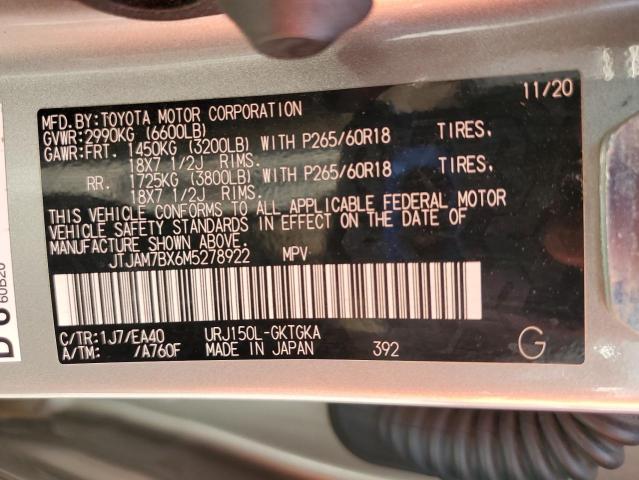 11/20
MFD.BY:TOYOTA MOTOR CORPORATION
GVWR:2990KG (6600LB)
GAWR:FRT. 1450KG (3200LB) WITH P265/60R18 TIRES.
18X7 1/2J RIMS.
RR. 1725KG (3800LB) WITH P265/60R18 TIRES.
18X7 1/2J RIMS.
THIS VEHICLE CONFORMS TO ALL APPLICABLE FEDERAL MOTOR
VEHICLE SAFETY STANDARDS IN EFFECT ON THE DATE OF
MANUFACTURE SHOWN ABOVE.
JTJAM7BX6M5278922 MPV
C/TR:1J7/EA40 URJ150L-GKTGKA
A/TM: /A760F MADE IN JAPAN 392 G
60B20